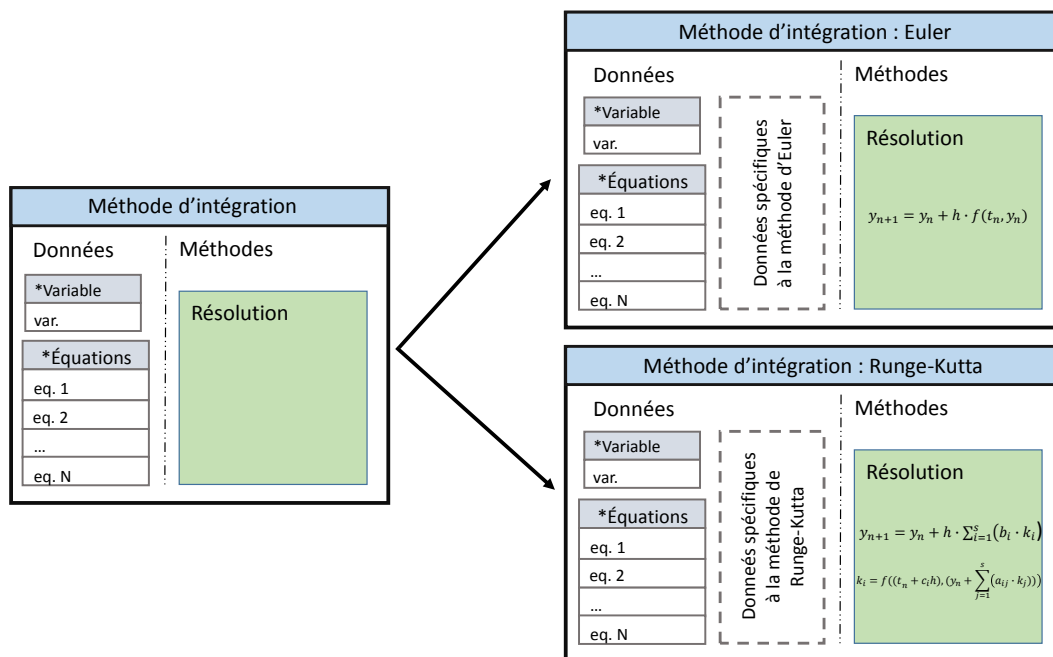 Méthode d'intégration
Données
Méthodes
*Variable
var.
*Équations
eq. 1
eq. 2
...
eq. N
Résolution
Méthode d'intégration : Euler
Données
Méthodes
*Variable
var.
*Équations
eq. 1
eq. 2
...
eq. N
Données spécifiques
à la méthode d'Euler
Résolution
y_{n+1} = y_n + h · f(t_n, y_n)
Méthode d'intégration : Runge-Kutta
Données
Méthodes
*Variable
var.
*Équations
eq. 1
eq. 2
...
eq. N
Donneés spécifiques
à la méthode de
Runge-Kutta
Résolution
y_{n+1} = y_n + h · ∑_{i=1}^{s}(b_i · k_i)
k_i = f((t_n + c_i h), (y_n + ∑_{j=1}^{s}(a_{ij} · k_j)))